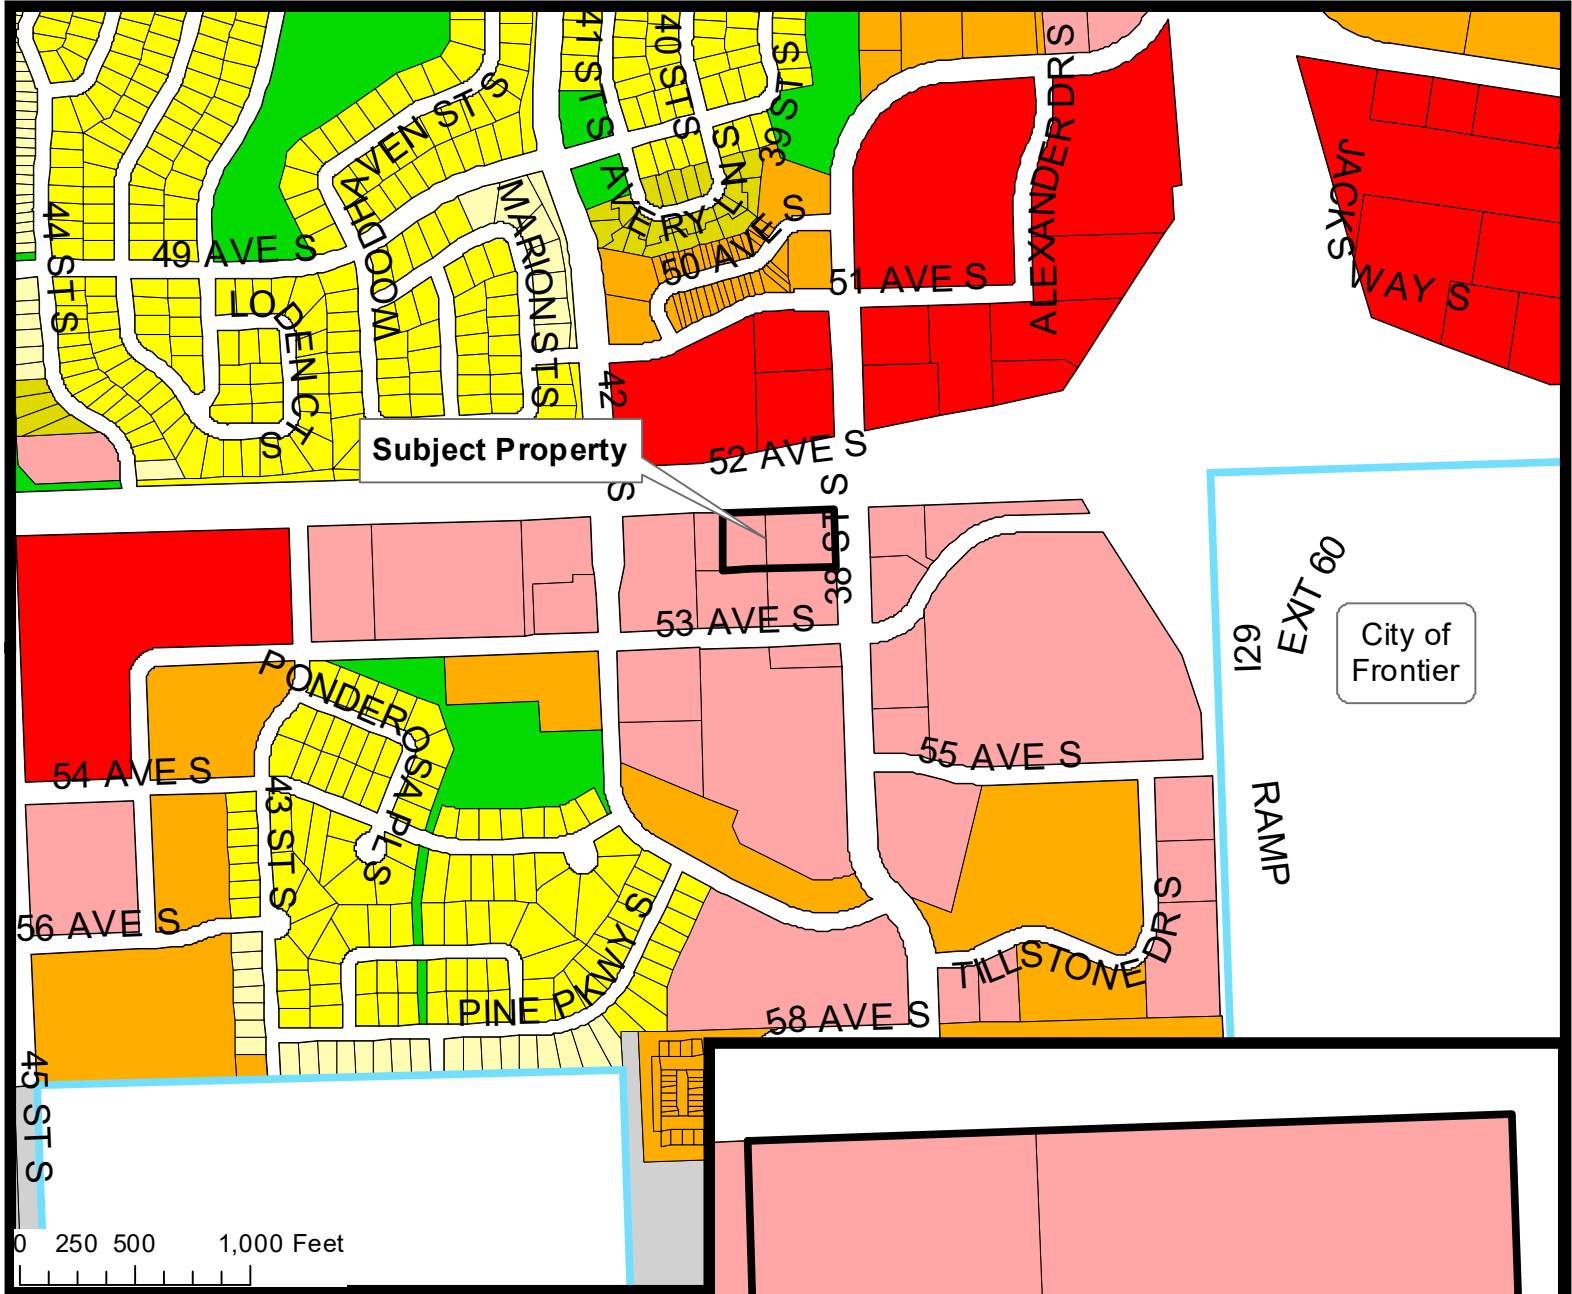 41 ST S
40 ST S
39 ST S
ALEXANDER DR S
WOODHAVEN ST S
AVERY LN S
JACKS WAY S
44 ST S
49 AVE S
MARION ST S
50 AVE S
51 AVE S
LODEN CT S
42
S
Subject Property
52 AVE S
38 ST S
53 AVE S
EXIT 60
I29
City of
Frontier
PONDEROSA PL S
54 AVE S
43 ST S
55 AVE S
RAMP
56 AVE S
PINE PKWY S
TILLSTONE DR S
58 AVE S
45 ST S
0 250 500 1,000 Feet